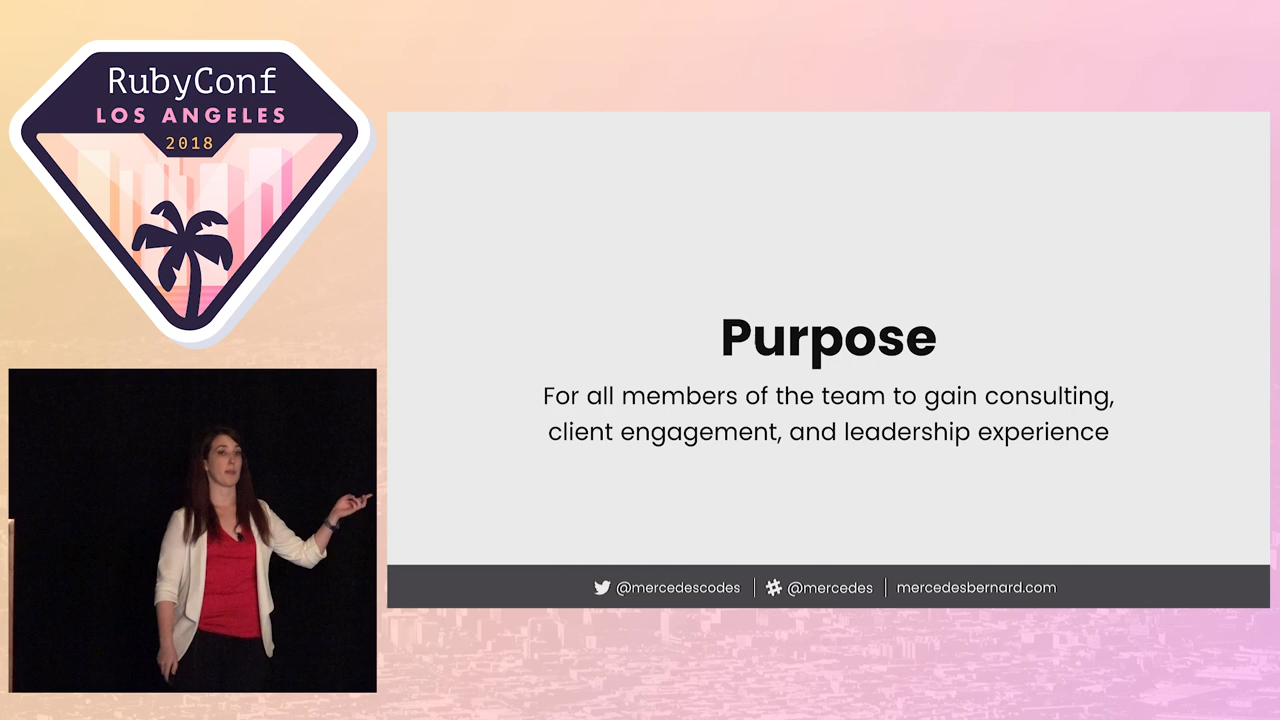 RubyConf
LOS ANGELES
2018
Purpose
For all members of the team to gain consulting,
client engagement, and leadership experience
@mercedescodes
@mercedes
mercedesbernard.com